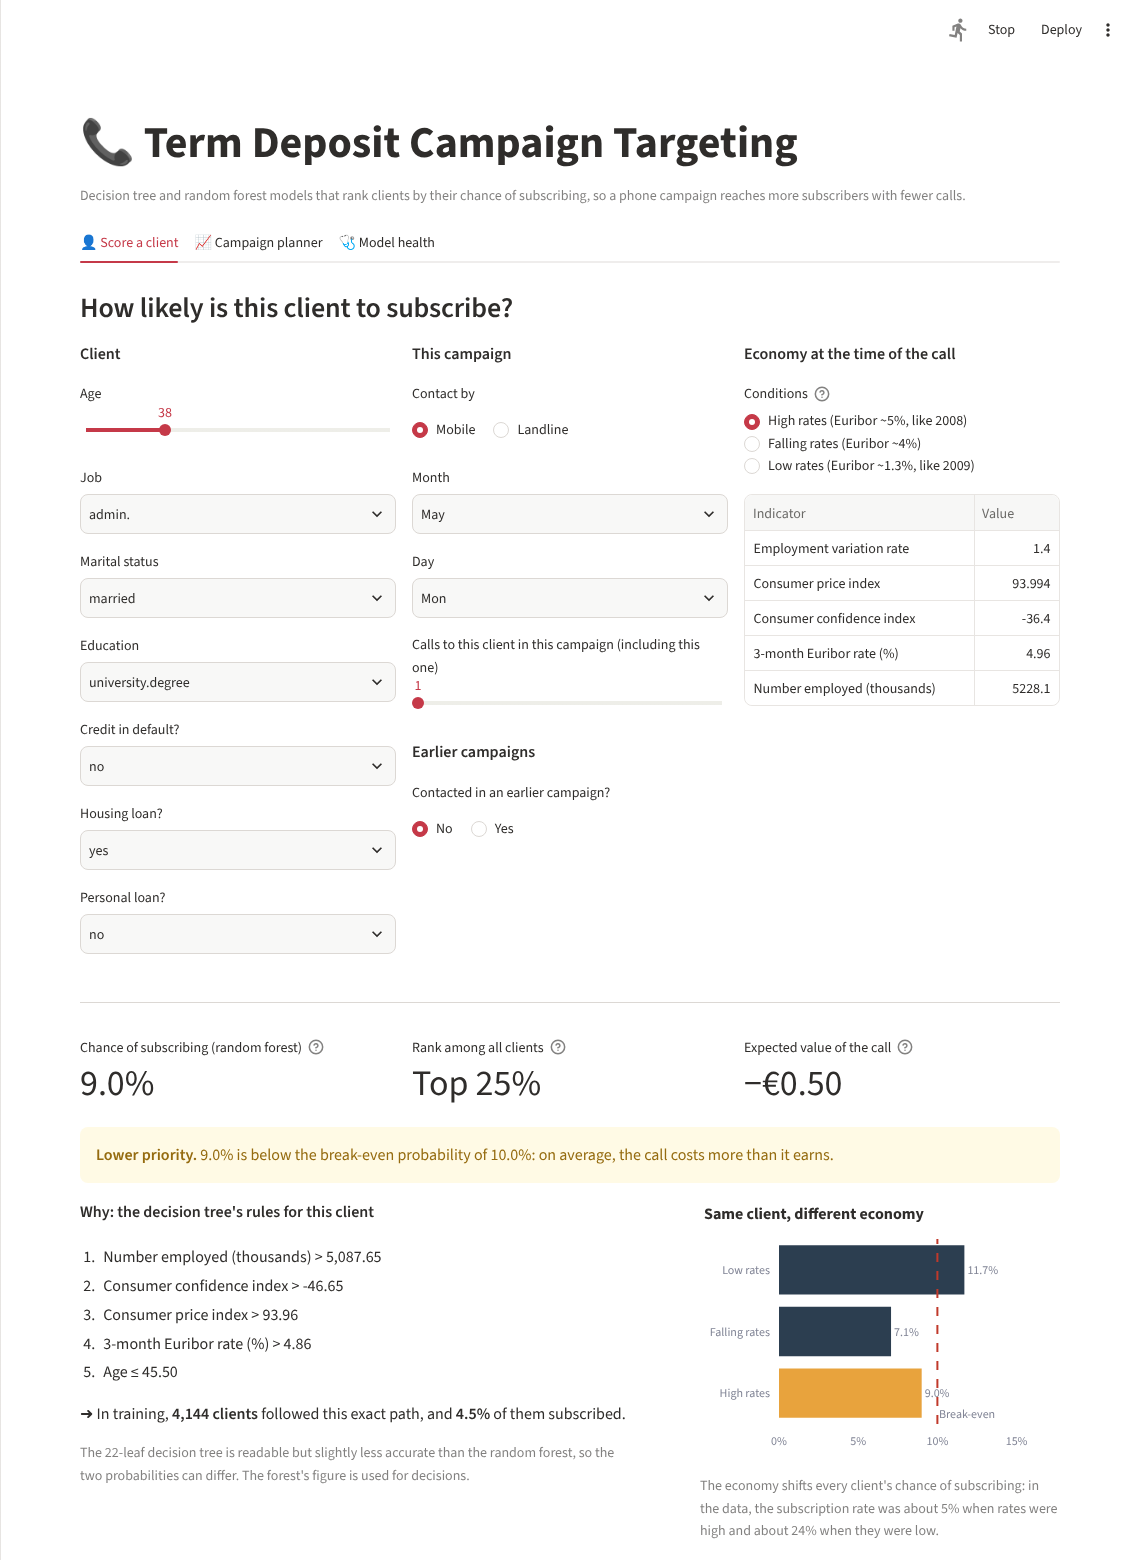 Stop Deploy
Term Deposit Campaign Targeting
Decision tree and random forest models that rank clients by their chance of subscribing, so a phone campaign reaches more subscribers with fewer calls.
Score a client Campaign planner Model health
How likely is this client to subscribe?
Client
Age
38
Job
admin.
Marital status
married
Education
university.degree
Credit in default?
no
Housing loan?
yes
Personal loan?
no
This campaign
Contact by
Mobile Landline
Month
May
Day
Mon
Calls to this client in this campaign (including this
one)
1
Earlier campaigns
Contacted in an earlier campaign?
No Yes
Economy at the time of the call
Conditions
High rates (Euribor ~5%, like 2008)
Falling rates (Euribor ~4%)
Low rates (Euribor ~1.3%, like 2009)
Indicator Value
Employment variation rate 1.4
Consumer price index 93.994
Consumer confidence index -36.4
3-month Euribor rate (%) 4.96
Number employed (thousands) 5228.1
Chance of subscribing (random forest)
9.0%
Rank among all clients
Top 25%
Expected value of the call
−€0.50
Lower priority. 9.0% is below the break-even probability of 10.0%: on average, the call costs more than it earns.
Why: the decision tree's rules for this client
1. Number employed (thousands) > 5,087.65
2. Consumer confidence index > -46.65
3. Consumer price index > 93.96
4. 3-month Euribor rate (%) > 4.86
5. Age ≤ 45.50
➜ In training, 4,144 clients followed this exact path, and 4.5% of them subscribed.
The 22-leaf decision tree is readable but slightly less accurate than the random forest, so the
two probabilities can differ. The forest's figure is used for decisions.
Same client, different economy
Low rates 11.7%
Falling rates 7.1%
High rates 9.0%
Break-even
0% 5% 10% 15%
The economy shifts every client's chance of subscribing: in
the data, the subscription rate was about 5% when rates were
high and about 24% when they were low.